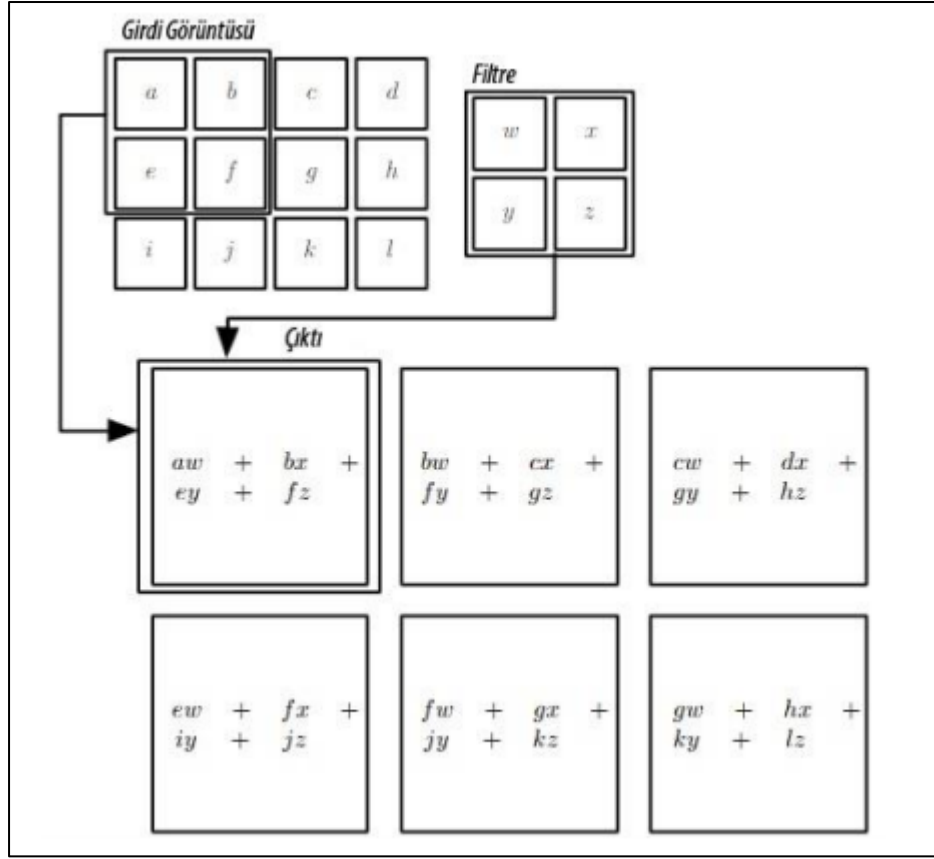 Girdi Görüntüsü
a b c d
e f g h
i j k l
Filtre
w x
y z
Çıktı
aw + bx +
ey + fz
bw + cx +
fy + gz
cw + dx +
gy + hz
ew + fx +
iy + jz
fw + gx +
jy + kz
gw + hx +
ky + lz